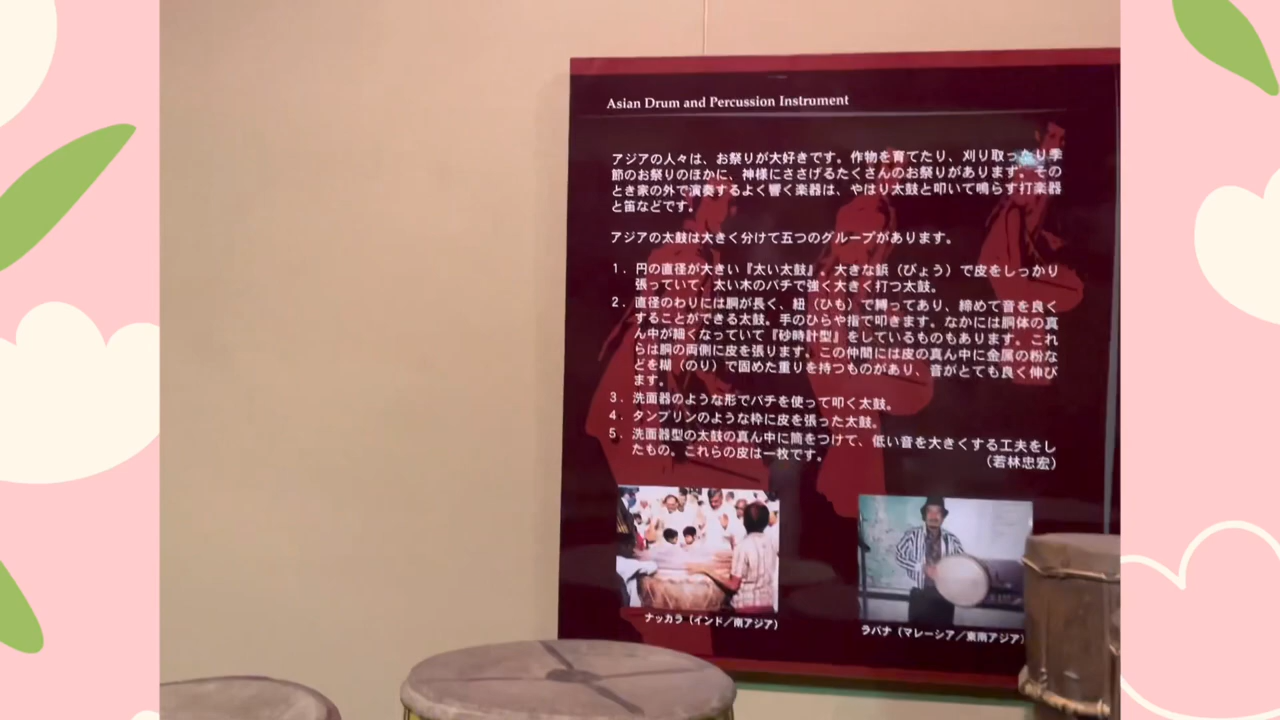 Asian Drum and Percussion Instrument
アジアの人々は、お祭りが大好きです。作物を育てたり、刈り取ったり季
節のお祭りのほかに、神様にささげるたくさんのお祭りがあります。その
とき家の外で演奏するよく響く楽器は、やはり太鼓と叩いて鳴らす打楽器
と笛などです。
アジアの太鼓は大きく分けて五つのグループがあります。
1. 円の直径が大きい『太い太鼓』。大きな鋲（びょう）で皮をしっかり
張っていて、太い木のバチで強く大きく打つ太鼓。
2. 直径のわりには胴が長く、紐（ひも）で縛ってあり、締めて音を良く
することができる太鼓。手のひらや指で叩きます。なかには胴体の真
ん中が細くなっていて『砂時計型』をしているものもあります。これ
らは胴の両側に皮を張ります。この仲間には皮の真ん中に金属の粉な
どを糊（のり）で固めた重りを持つものがあり、音がとても良く伸び
ます。
3. 洗面器のような形でバチを使って叩く太鼓。
4. タンブリンのような枠に皮を張った太鼓。
5. 洗面器型の太鼓の真ん中に筒をつけて、低い音を大きくする工夫をし
たもの。これらの皮は一枚です。
（若林忠宏）
ナッカラ（インド／南アジア）
ラバナ（マレーシア／東南アジア）